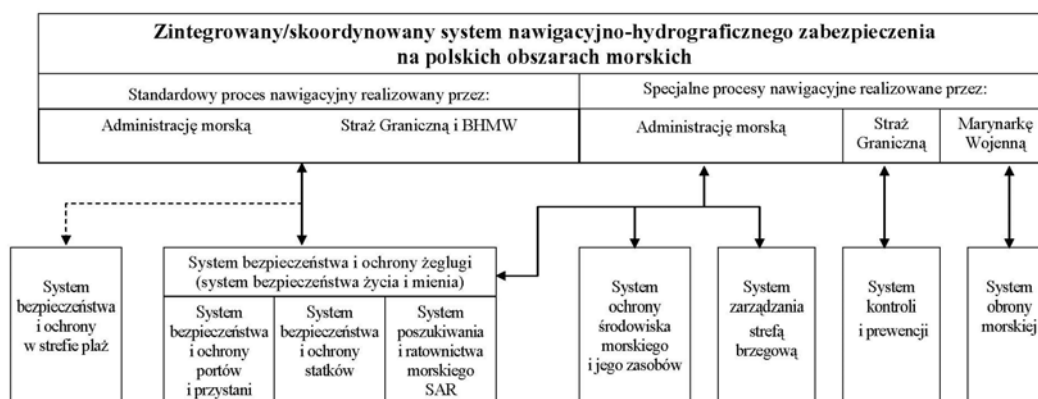 Zintegrowany/skoordynowany system nawigacyjno-hydrograficznego zabezpieczenia
na polskich obszarach morskich
Standardowy proces nawigacyjny realizowany przez:
Administrację morską
Straż Graniczną i BHMW
Specjalne procesy nawigacyjne realizowane przez:
Administrację morską
Straż
Graniczną
Marynarkę
Wojenną
System
bezpieczeństwa
i ochrony
w strefie plaż
System bezpieczeństwa i ochrony żeglugi
(system bezpieczeństwa życia i mienia)
System
bezpieczeństwa
i ochrony
portów
i przystani
System
bezpieczeństwa
i ochrony
statków
System
poszukiwania
i ratownictwa
morskiego
SAR
System
ochrony
środowiska
morskiego
i jego zasobów
System
zarządzania
strefą
brzegową
System
kontroli
i prewencji
System
obrony
morskiej